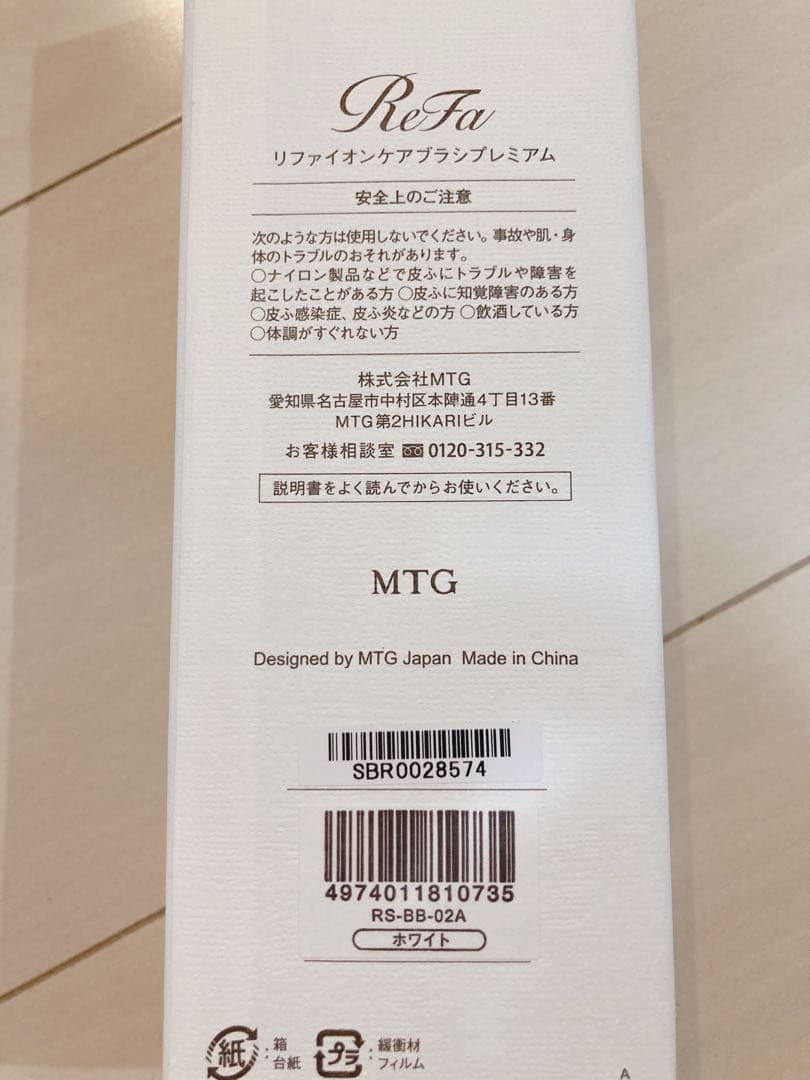 ReFa
リファイオンケアブラシプレミアム
安全上のご注意
次のような方は使用しないでください。事故や肌・身
体のトラブルのおそれがあります。
○ナイロン製品などで皮ふにトラブルや障害を
起こしたことがある方 ○皮ふに知覚障害のある方
○皮ふ感染症、皮ふ炎などの方 ○飲酒している方
○体調がすぐれない方
株式会社MTG
愛知県名古屋市中村区本陣通4丁目13番
MTG第2HIKARIビル
お客様相談室 0120-315-332
説明書をよく読んでからお使いください。
MTG
Designed by MTG Japan Made in China
SBR0028574
4974011810735
RS-BB-02A
ホワイト
紙 : 箱 台紙 プラ : 緩衝材 フィルム
A